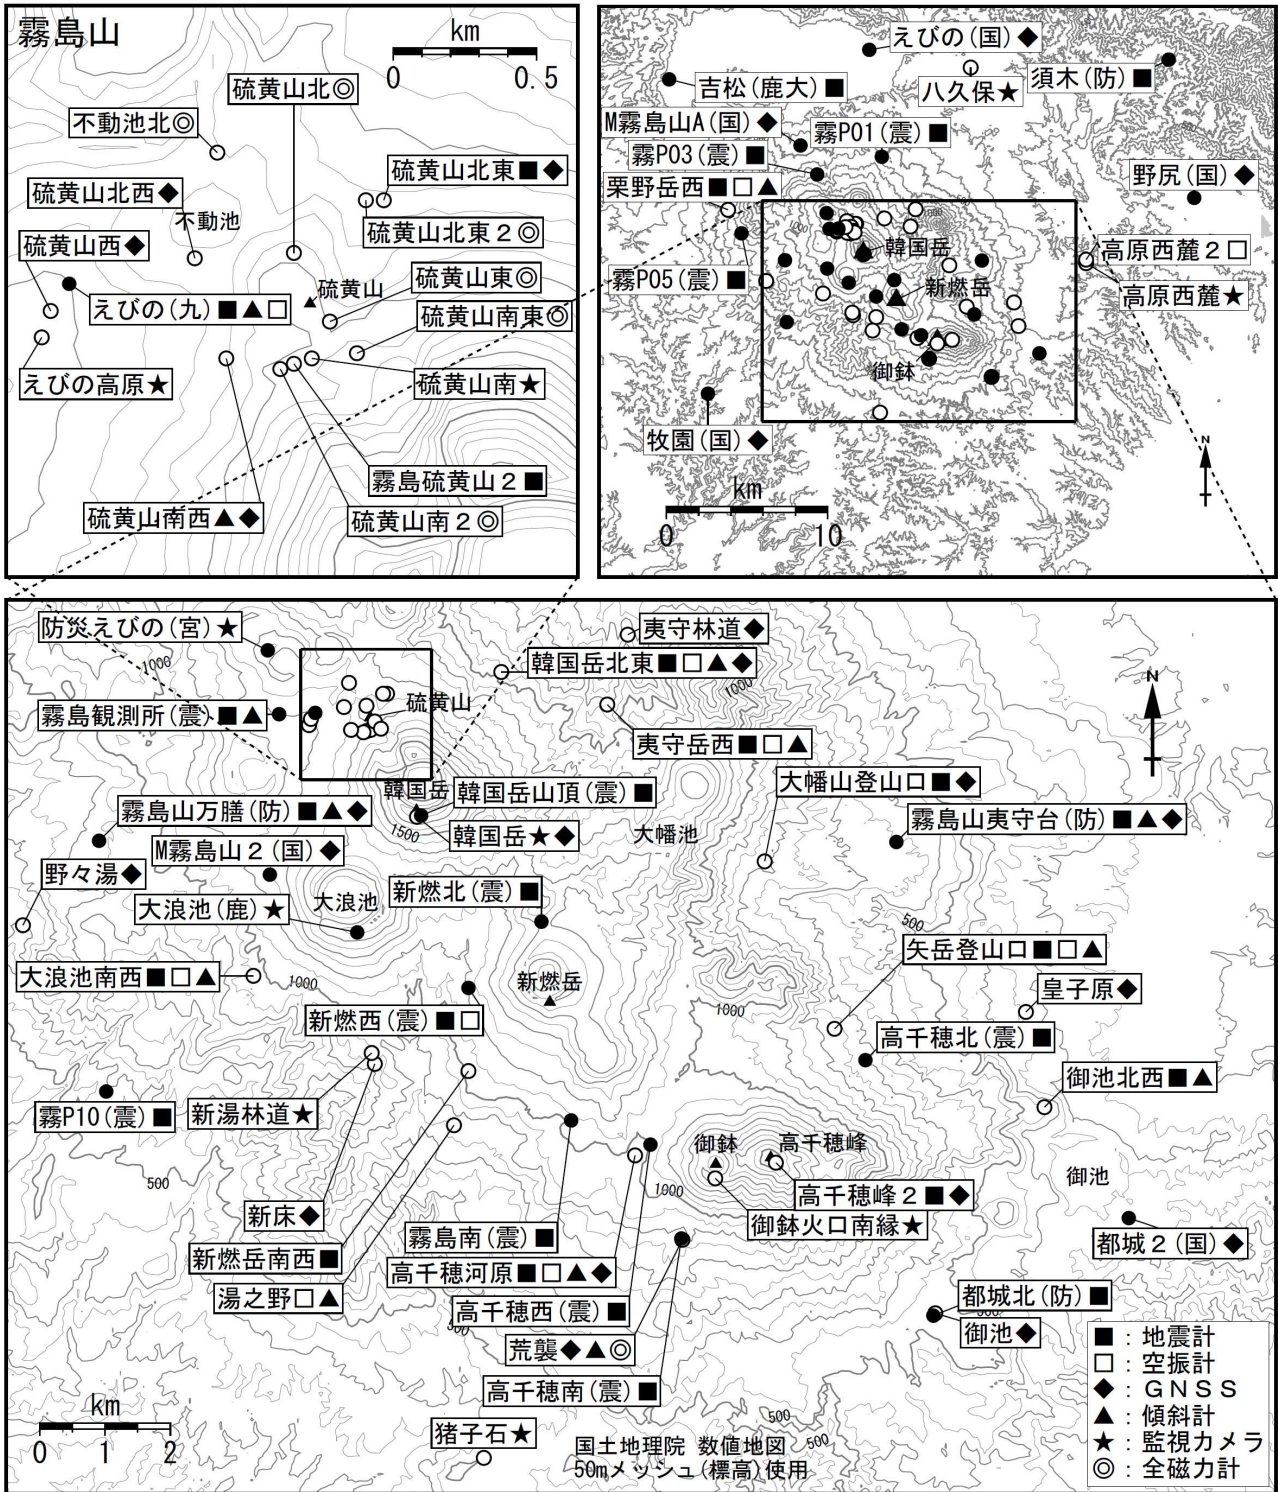 霧島山
km
0 0.5
硫黄山北◎
不動池北◎
硫黄山北東■◆
硫黄山北西◆
不動池
硫黄山北東2◎
硫黄山西◆
硫黄山東◎
硫黄山
えびの(九)■▲□
硫黄山南東◎
えびの高原★
硫黄山南★
霧島硫黄山2■
硫黄山南西▲◆
硫黄山南2◎
えびの(国)◆
吉松(鹿大)■
八久保★
須木(防)■
M霧島山A(国)◆
霧P01(震)■
霧P03(震)■
栗野岳西■□▲
野尻(国)◆
1000
1000
韓国岳
高原西麓2□
霧P05(震)■
新燃岳
高原西麓★
御鉢
牧園(国)◆
km
0 10
N
防災えびの(宮)★
夷守林道◆
1000
韓国岳北東■□▲◆
1000
硫黄山
霧島観測所(震)■▲
夷守岳西■□▲
N
韓国岳
大幡山登山口■◆
韓国岳山頂(震)■
霧島山万膳(防)■▲◆
1500
大幡池
霧島山夷守台(防)■▲◆
韓国岳★◆
M霧島山2(国)◆
野々湯◆
新燃北(震)■
大浪池(鹿)★
大浪池
500
矢岳登山口■□▲
大浪池南西■□▲
1000
新燃岳
皇子原◆
1000
新燃西(震)■□
高千穂北(震)■
御池北西■▲
霧P10(震)■
新湯林道★
御鉢
高千穂峰
500
1000
御池
高千穂峰2■◆
新床◆
御鉢火口南縁★
霧島南(震)■
都城2(国)◆
新燃岳南西■
高千穂河原■□▲◆
湯之野□▲
都城北(防)■
高千穂西(震)■
500
500
御池◆
荒襲◆▲◎
高千穂南(震)■
km
0 1 2
猪子石★
500
500
国土地理院 数値地図
50mメッシュ(標高)使用
■:地震計
□:空振計
◆:GNSS
▲:傾斜計
★:監視カメラ
◎:全磁力計